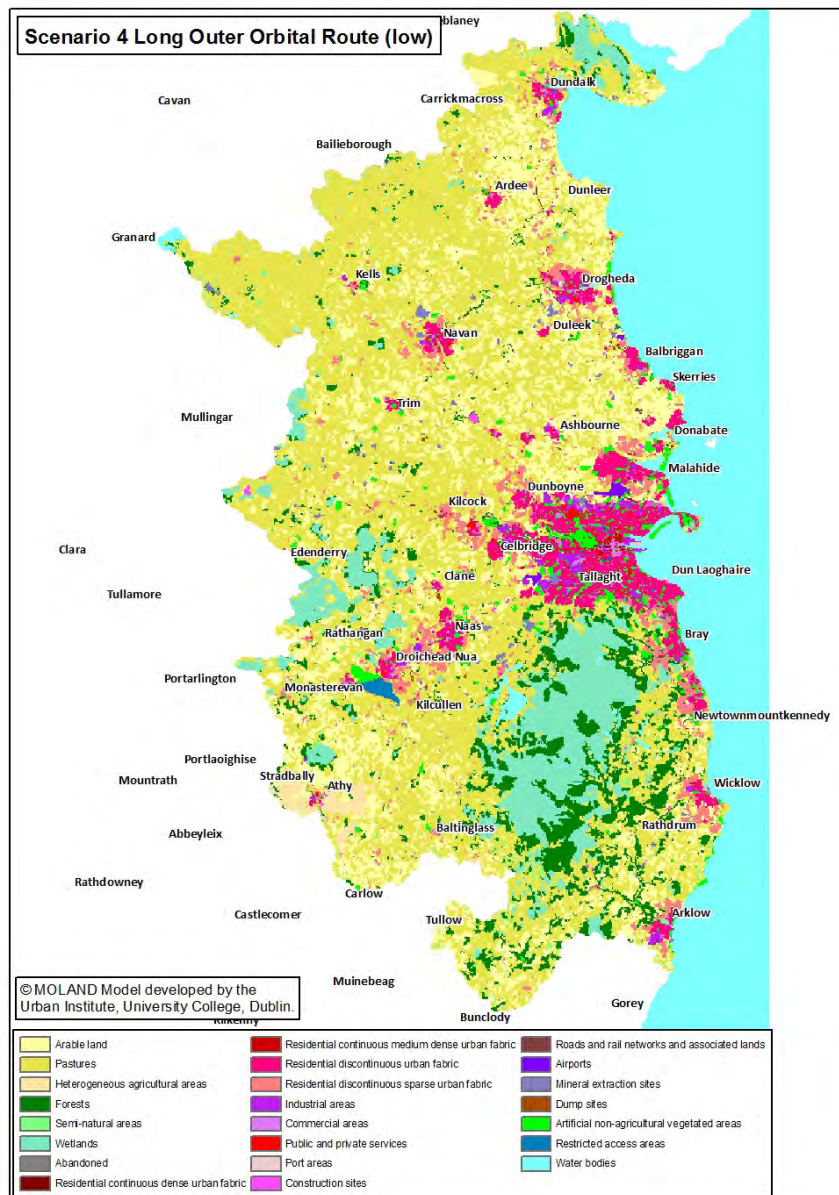 Scenario 4 Long Outer Orbital Route (low)
eblaney
Dundalk
Cavan
Carrickmacross
Bailieborough
Ardee
Dunleer
Granard
Kells
Drogheda
Navan
Duleek
Balbriggan
Skerries
Trim
Mullingar
Ashbourne
Donabate
Malahide
Dunboyne
Kilcock
Clara
Edenderry
Celbridge
Clane
Tallaght
Dun Laoghaire
Tullamore
Rathangan
Naas
Bray
Droichead Nua
Portarlington
Monasterevan
Kilcullen
Newtownmountkennedy
Portlaoighise
Mountrath
Stradbally
Athy
Wicklow
Abbeyleix
Baltinglass
Rathdrum
Rathdowney
Carlow
Castlecomer
Tullow
Arklow
Muinebeag
Gorey
Bunclody
© MOLAND Model developed by the
Urban Institute, University College, Dublin.
Kilkenny
Arable land
Pastures
Heterogeneous agricultural areas
Forests
Semi-natural areas
Wetlands
Abandoned
Residential continuous dense urban fabric
Residential continuous medium dense urban fabric
Residential discontinuous urban fabric
Residential discontinuous sparse urban fabric
Industrial areas
Commercial areas
Public and private services
Port areas
Construction sites
Roads and rail networks and associated lands
Airports
Mineral extraction sites
Dump sites
Artificial non-agricultural vegetated areas
Restricted access areas
Water bodies